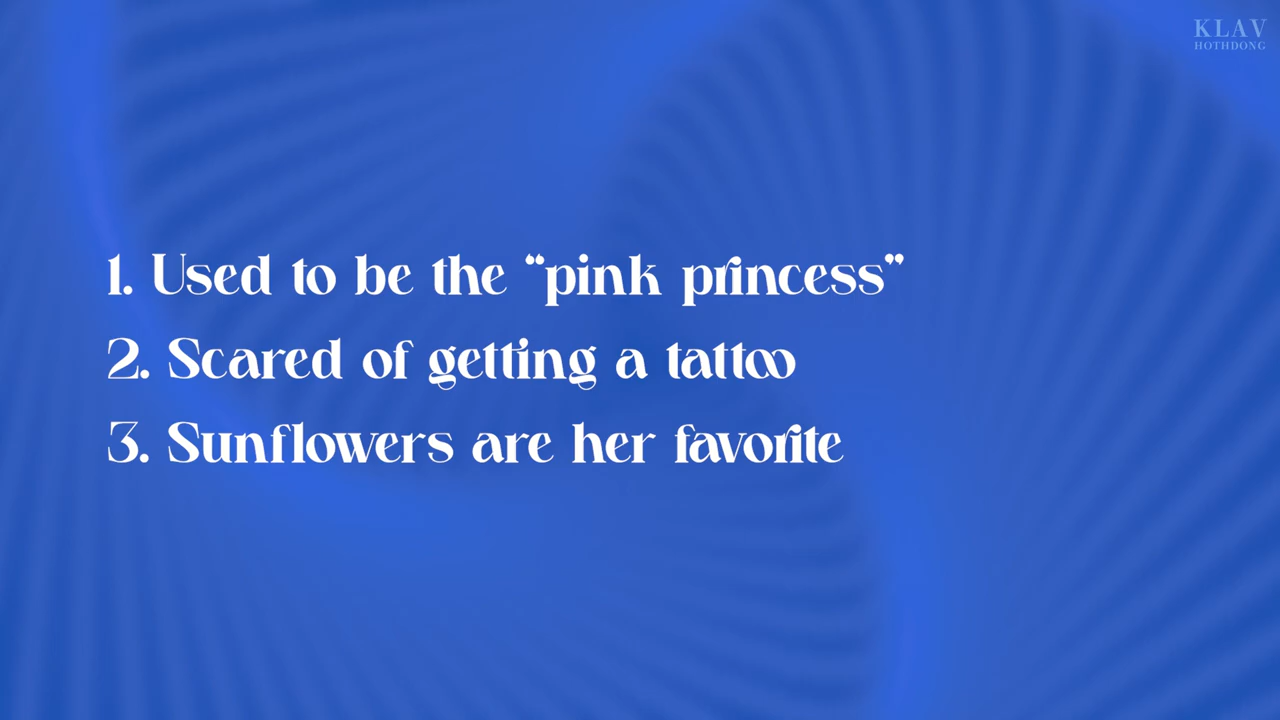 KLAV
HOTHDONG
1. Used to be the “pink princess”
2. Scared of getting a tattoo
3. Sunflowers are her favorite